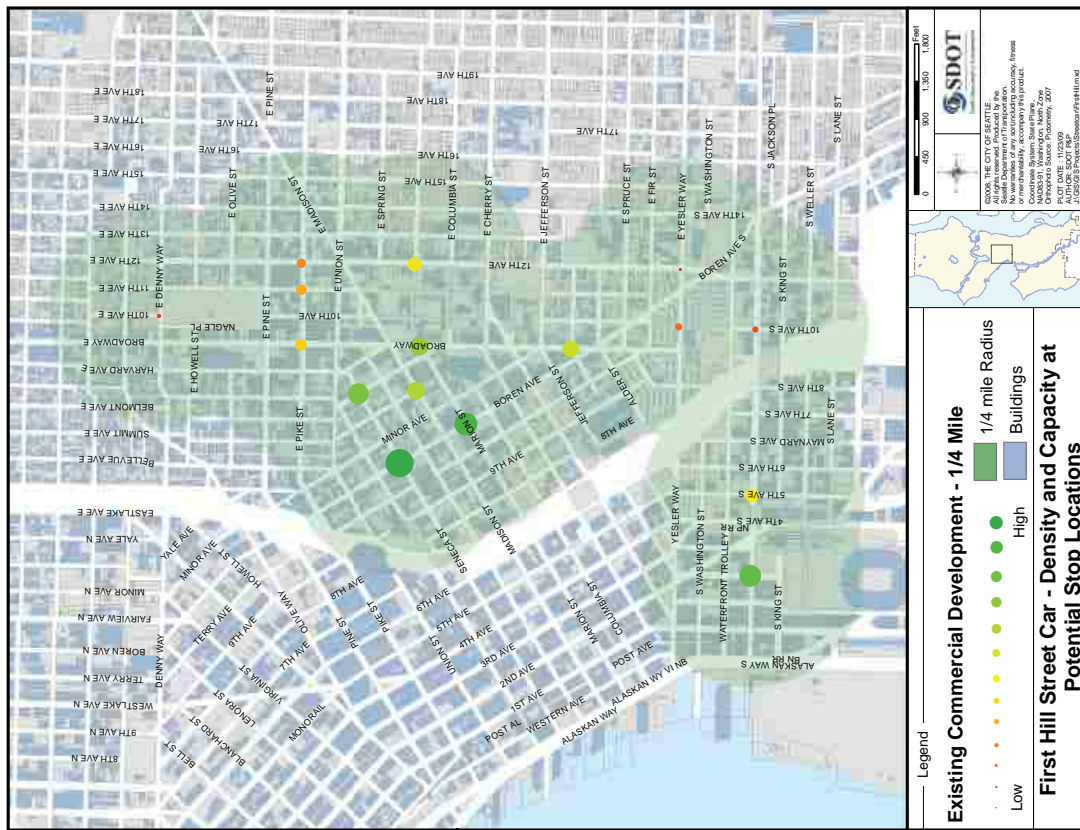 18TH AVE E
17TH AVE E
16TH AVE E
15TH AVE E
14TH AVE E
13TH AVE E
12TH AVE E
11TH AVE E
10TH AVE E
BROADWAY E
HARVARD AVE E
BELMONT AVE E
SUMMIT AVE E
BELLEVUE AVE E
EASTLAKE AVE E
YALE AVE N
MINOR AVE N
FAIRVIEW AVE N
BOREN AVE N
TERRY AVE N
WESTLAKE AVE N
9TH AVE N
8TH AVE N
E DENNY WAY
DENNY WAY
E HOWELL ST
NAGLE PL
E OLIVE ST
17TH AVE
16TH AVE
E PINE ST
E PINE ST
E PIKE ST
E MADISON ST
10TH AVE
E UNION ST
E SPRING ST
19TH AVE
18TH AVE
16TH AVE
15TH AVE
E COLUMBIA ST
E CHERRY ST
12TH AVE
E JEFFERSON ST
17TH AVE
BROADWAY
MINOR AVE
MARION ST
BOREN AVE
9TH AVE
JEFFERSON ST
ALDER ST
8TH AVE
SENECA ST
MADISON ST
E SPRUCE ST
E FIR ST
E YESLER WAY
S WASHINGTON ST
14TH AVE S
BOREN AVE S
S JACKSON PL
S WELLER ST
S LANE ST
S KING ST
10TH AVE S
8TH AVE S
7TH AVE S
MAYNARD AVE S
S LANE ST
6TH AVE S
5TH AVE S
4TH AVE S
NP RR
YESLER WAY
S WASHINGTON ST
WATERFRONT TROLLEY RR
S KING ST
BN RR
ALASKAN WAY S
YALE AVE
MINOR AVE
HOWELL ST
TERRY AVE
9TH AVE
OLIVE WAY
7TH AVE
VIRGINIA ST
LENORA ST
BLANCHARD ST
BELL ST
MONORAIL
8TH AVE
PINE ST
PIKE ST
6TH AVE
5TH AVE
UNION ST
4TH AVE
3RD AVE
2ND AVE
1ST AVE
WESTERN AVE
POST AL
ALASKAN WAY
ALASKAN WY VI NB
POST AVE
MARION ST
COLUMBIA ST
Legend
Existing Commercial Development - 1/4 Mile
Low
High
1/4 mile Radius
Buildings
First Hill Street Car - Density and Capacity at
Potential Stop Locations
0 450 900 1,350 1,800
Feet
SDOT
©2008, THE CITY OF SEATTLE.
All rights reserved. Produced by the
Seattle Department of Transportation.
No warranties of any sort, including accuracy, fitness
or merchantability, accompany this product.
Coordinate System: State Plane,
NAD83-91, Washington, North Zone
Orthophoto Source: Pictometry, 2007
PLOT DATE : 11/23/09
AUTHOR: SDOT P&P